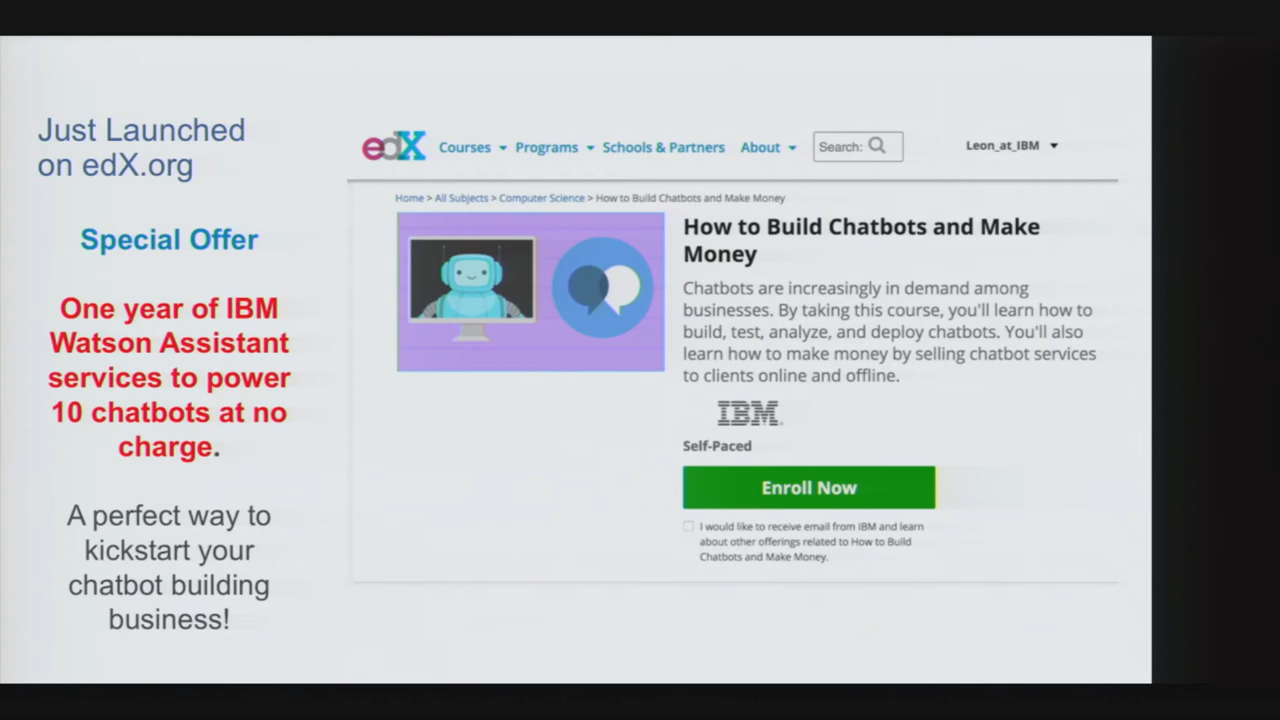 Just Launched
on edX.org
Special Offer
One year of IBM
Watson Assistant
services to power
10 chatbots at no
charge.
A perfect way to
kickstart your
chatbot building
business!
edX Courses Programs Schools & Partners About Search: Leon_at_IBM
Home > All Subjects > Computer Science > How to Build Chatbots and Make Money
How to Build Chatbots and Make
Money
Chatbots are increasingly in demand among
businesses. By taking this course, you'll learn how to
build, test, analyze, and deploy chatbots. You'll also
learn how to make money by selling chatbot services
to clients online and offline.
IBM
Self-Paced
Enroll Now
I would like to receive email from IBM and learn
about other offerings related to How to Build
Chatbots and Make Money.